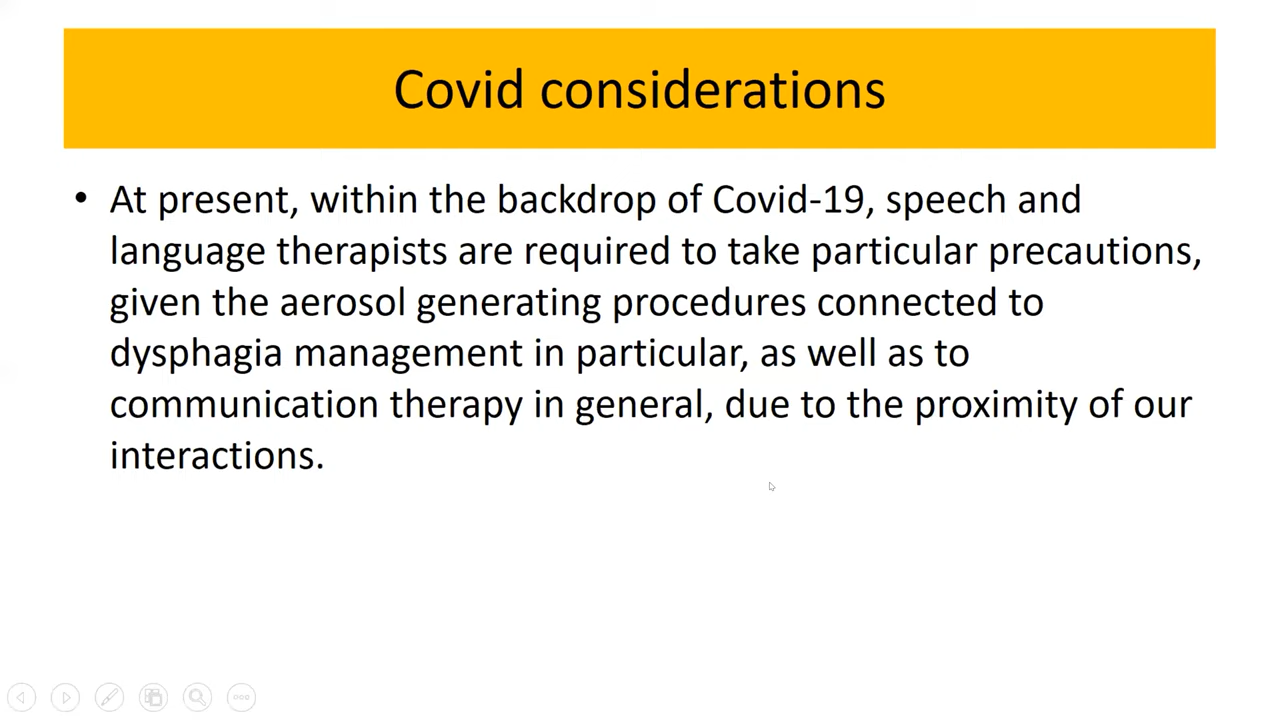 Covid considerations
• At present, within the backdrop of Covid-19, speech and
language therapists are required to take particular precautions,
given the aerosol generating procedures connected to
dysphagia management in particular, as well as to
communication therapy in general, due to the proximity of our
interactions.